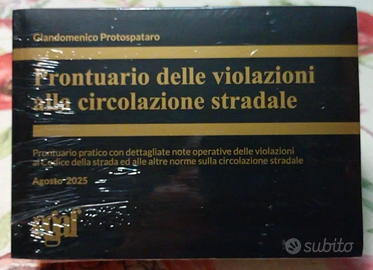 Giandomenico Protospataro
Prontuario delle violazioni
alla circolazione stradale
Prontuario pratico con dettagliate note operative delle violazioni
al Codice della strada ed alle altre norme sulla circolazione stradale
Agosto 2025
egaf
subito